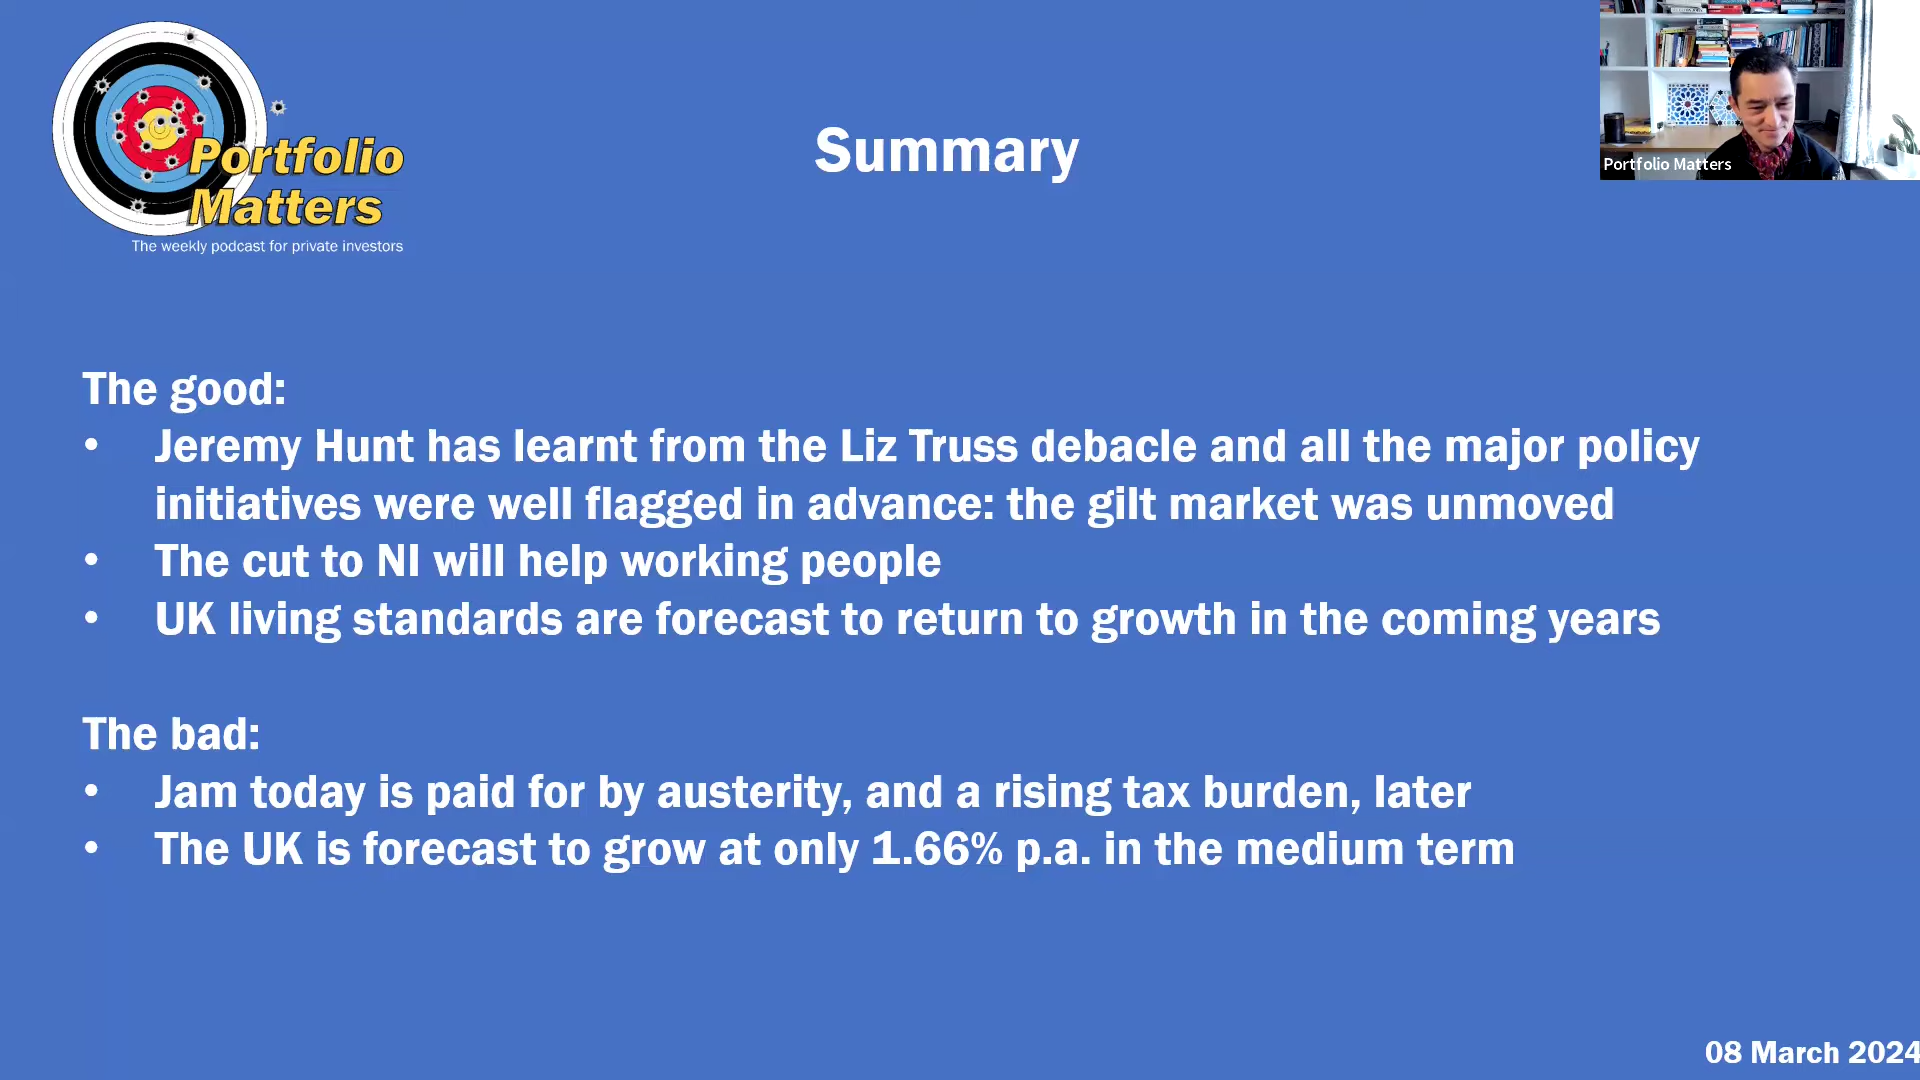 Portfolio
Matters
The weekly podcast for private investors
Summary
Portfolio Matters
The good:
• Jeremy Hunt has learnt from the Liz Truss debacle and all the major policy
initiatives were well flagged in advance: the gilt market was unmoved
• The cut to NI will help working people
• UK living standards are forecast to return to growth in the coming years
The bad:
• Jam today is paid for by austerity, and a rising tax burden, later
• The UK is forecast to grow at only 1.66% p.a. in the medium term
08 March 2024